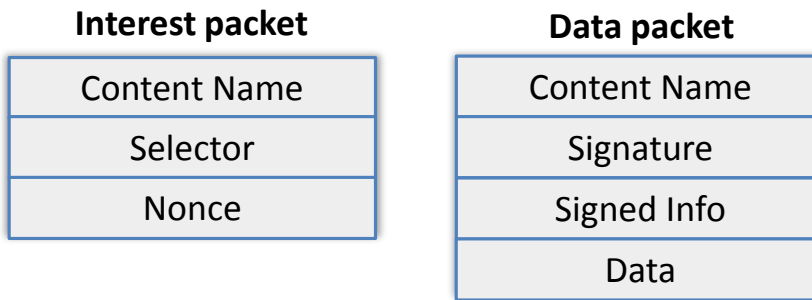 Interest packet
Content Name
Selector
Nonce
Data packet
Content Name
Signature
Signed Info
Data